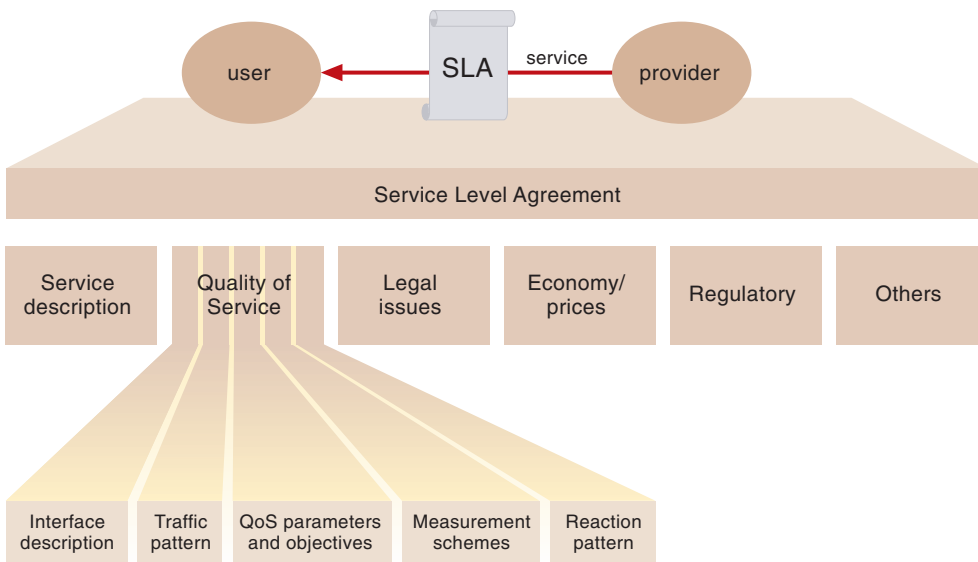 user
SLA
service
provider
Service Level Agreement
Service
description
Quality of
Service
Legal
issues
Economy/
prices
Regulatory
Others
Interface
description
Traffic
pattern
QoS parameters
and objectives
Measurement
schemes
Reaction
pattern